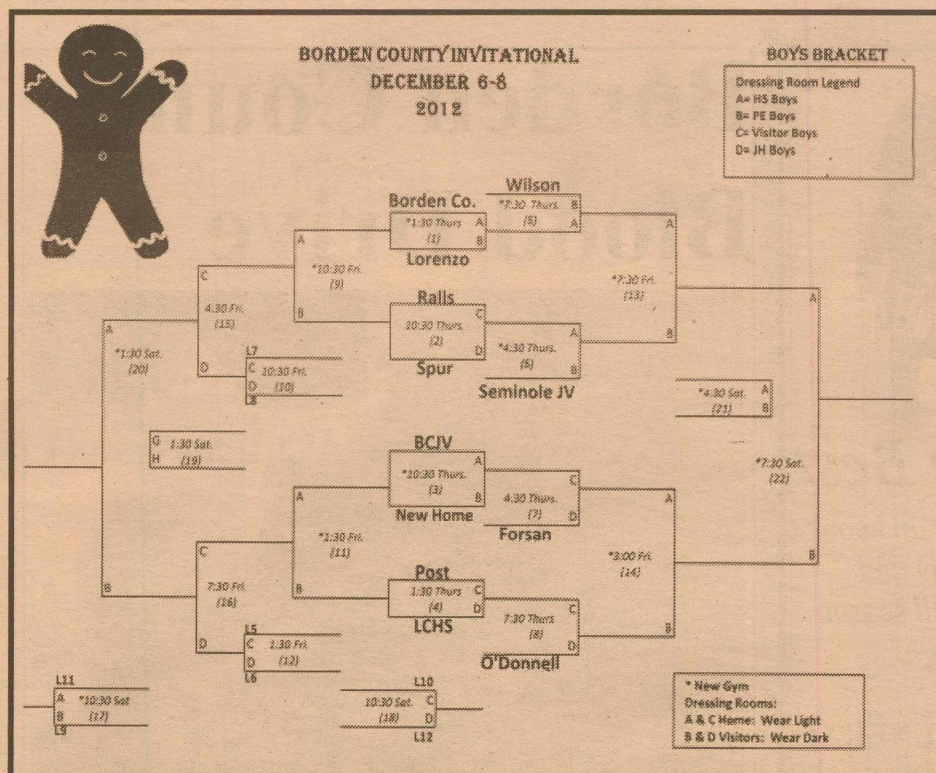 BORDEN COUNTY INVITATIONAL
DECEMBER 6-8
2012
BOYS BRACKET
Dressing Room Legend
A= HS Boys
B= PE Boys
C= Visitor Boys
D= JH Boys
Wilson
*7:30 Thurs.
(5)
B
A
Borden Co.
*1:30 Thurs
(1)
A
B
Lorenzo
A
*10:30 Fri.
(9)
B
Ralls
10:30 Thurs.
(2)
C
D
Spur
*4:30 Thurs.
(6)
A
B
Seminole JV
A
*7:30 Fri.
(13)
B
C
4:30 Fri.
(15)
D
L7
C 10:30 Fri.
D (10)
L8
A
*1:30 Sat.
(20)
B
G 1:30 Sat.
H (19)
*4:30 Sat. A
(21) B
A
*7:30 Sat.
(22)
B
BCJV
*10:30 Thurs.
(3)
A
B
New Home
4:30 Thurs.
(7)
C
D
Forsan
A
*1:30 Fri.
(11)
B
A
*3:00 Fri.
(14)
B
Post
1:30 Thurs
(4)
C
D
LCHS
7:30 Thurs
(8)
C
D
O'Donnell
C
7:30 Fri.
(16)
D
L5
C 1:30 Fri.
D (12)
L6
L11
A *10:30 Sat
B (17)
L9
L10
10:30 Sat. C
(18) D
L12
* New Gym
Dressing Rooms:
A & C Home: Wear Light
B & D Visitors: Wear Dark